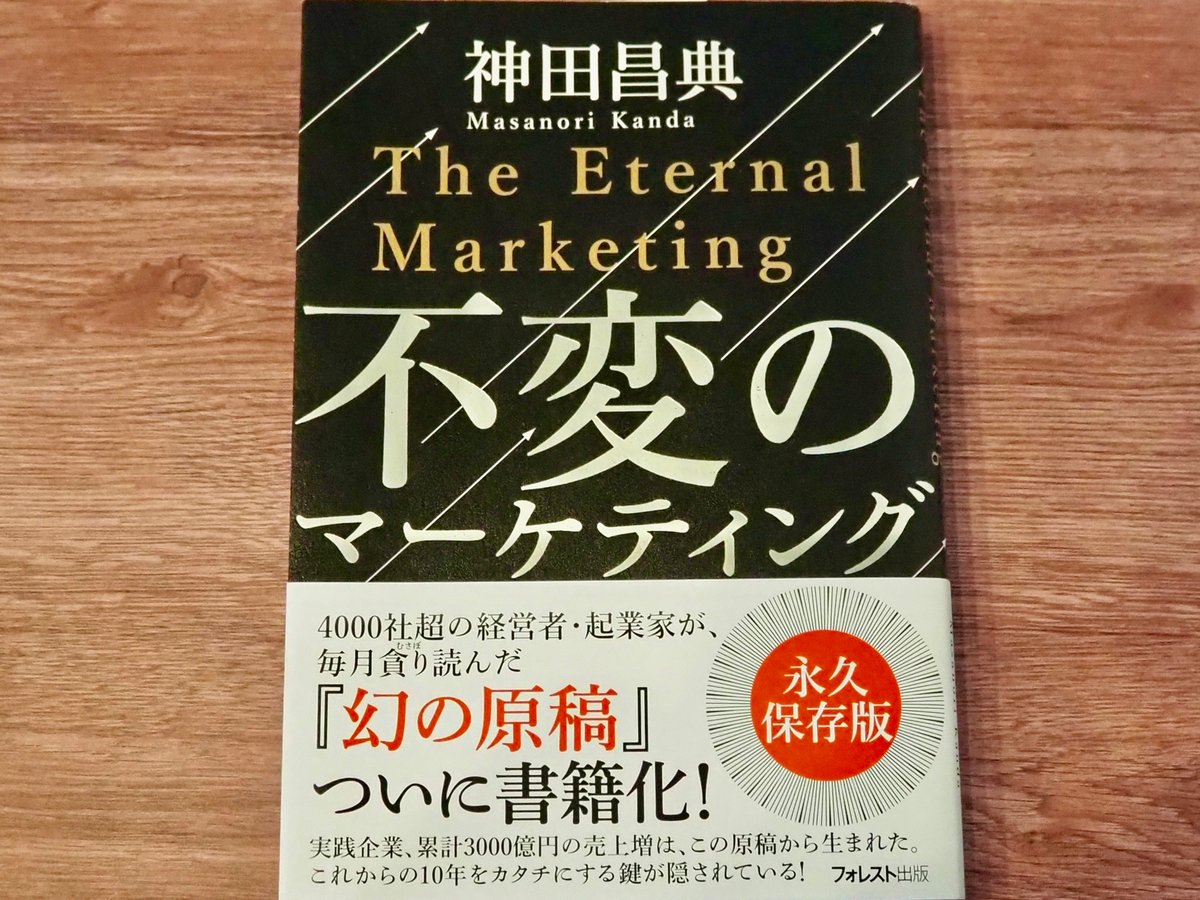 神田昌典
Masanori Kanda
The Eternal
Marketing
不変の
マーケティング
4000社超の経営者・起業家が、
毎月貪り読んだ
むさぼ
『幻の原稿』
ついに書籍化!
永久
保存版
実践企業、累計3000億円の売上増は、この原稿から生まれた。
これからの10年をカタチにする鍵が隠されている!
フォレスト出版